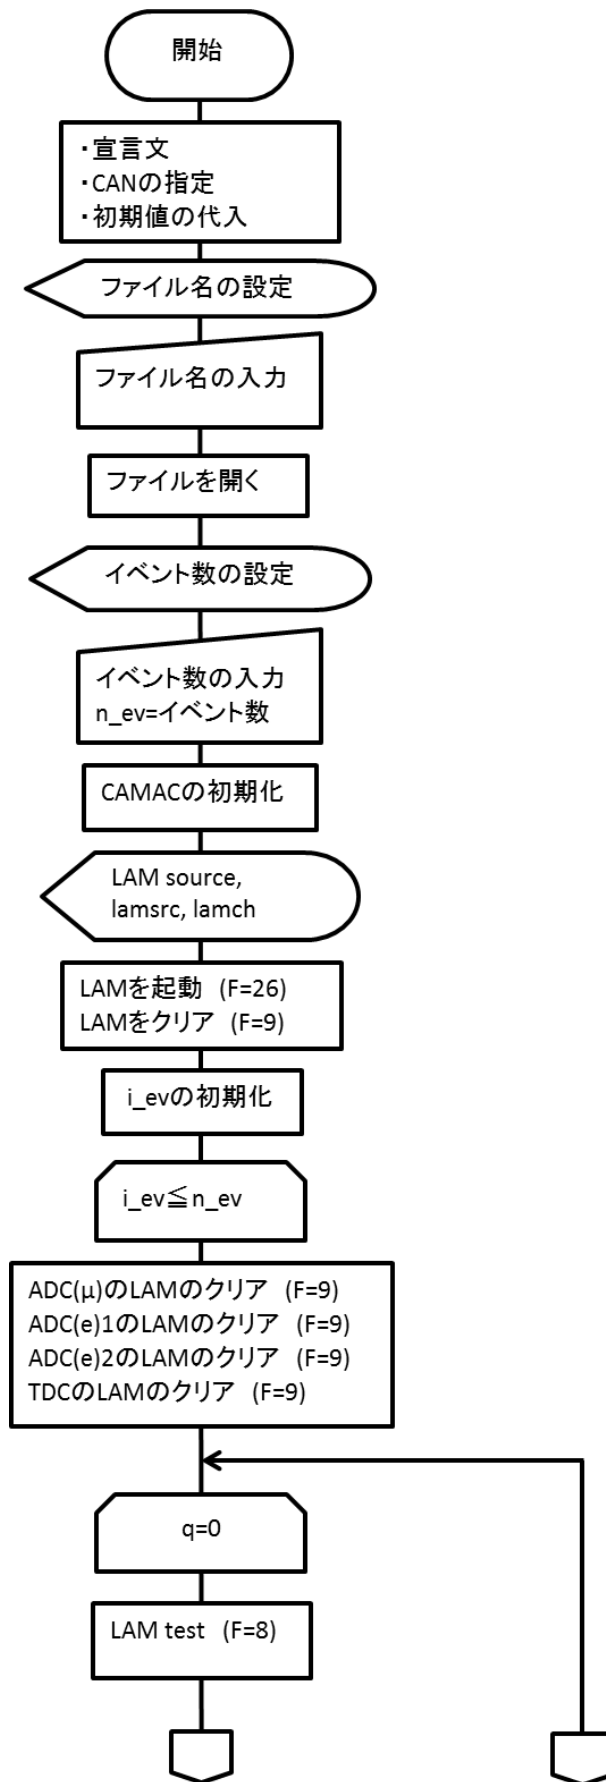 開始
・宣言文
・CANの指定
・初期値の代入
ファイル名の設定
ファイル名の入力
ファイルを開く
イベント数の設定
イベント数の入力
n_ev=イベント数
CAMACの初期化
LAM source,
lamsrc, lamch
LAMを起動 (F=26)
LAMをクリア (F=9)
i_evの初期化
i_ev≦n_ev
ADC(μ)のLAMのクリア (F=9)
ADC(e)1のLAMのクリア (F=9)
ADC(e)2のLAMのクリア (F=9)
TDCのLAMのクリア (F=9)
q=0
LAM test (F=8)